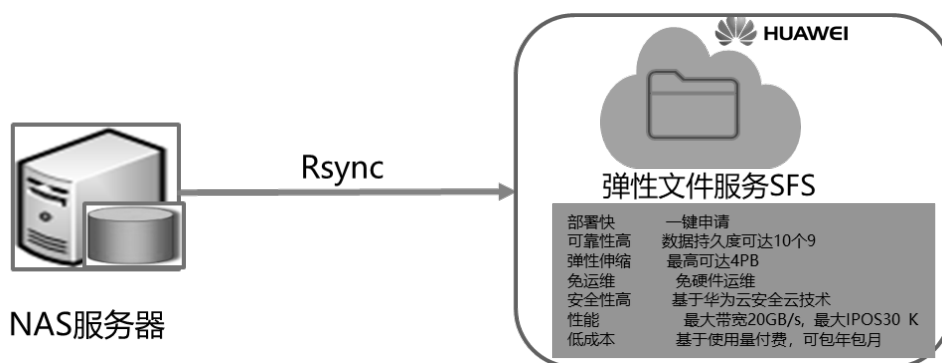 HUAWEI
Rsync
弹性文件服务SFS
部署快 一键申请
可靠性高 数据持久度可达10个9
弹性伸缩 最高可达4PB
免运维 免硬件运维
安全性高 基于华为云安全云技术
性能 最大带宽20GB/s, 最大IPOS30 K
低成本 基于使用量付费，可包年包月
NAS服务器